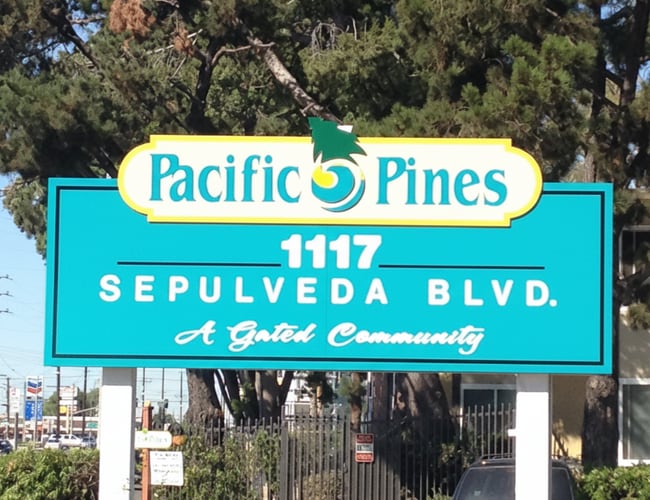 Pacific Pines
1117
SEPULVEDA BLVD.
A Gated Community